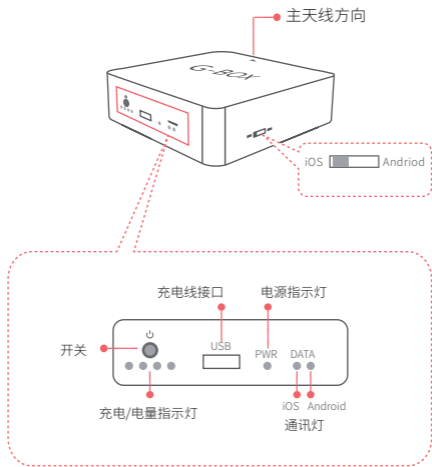 主天线方向
G-BOX
iOS Andriod
充电线接口 电源指示灯
开关
USB
PWR DATA
iOS Android
充电/电量指示灯
通讯灯